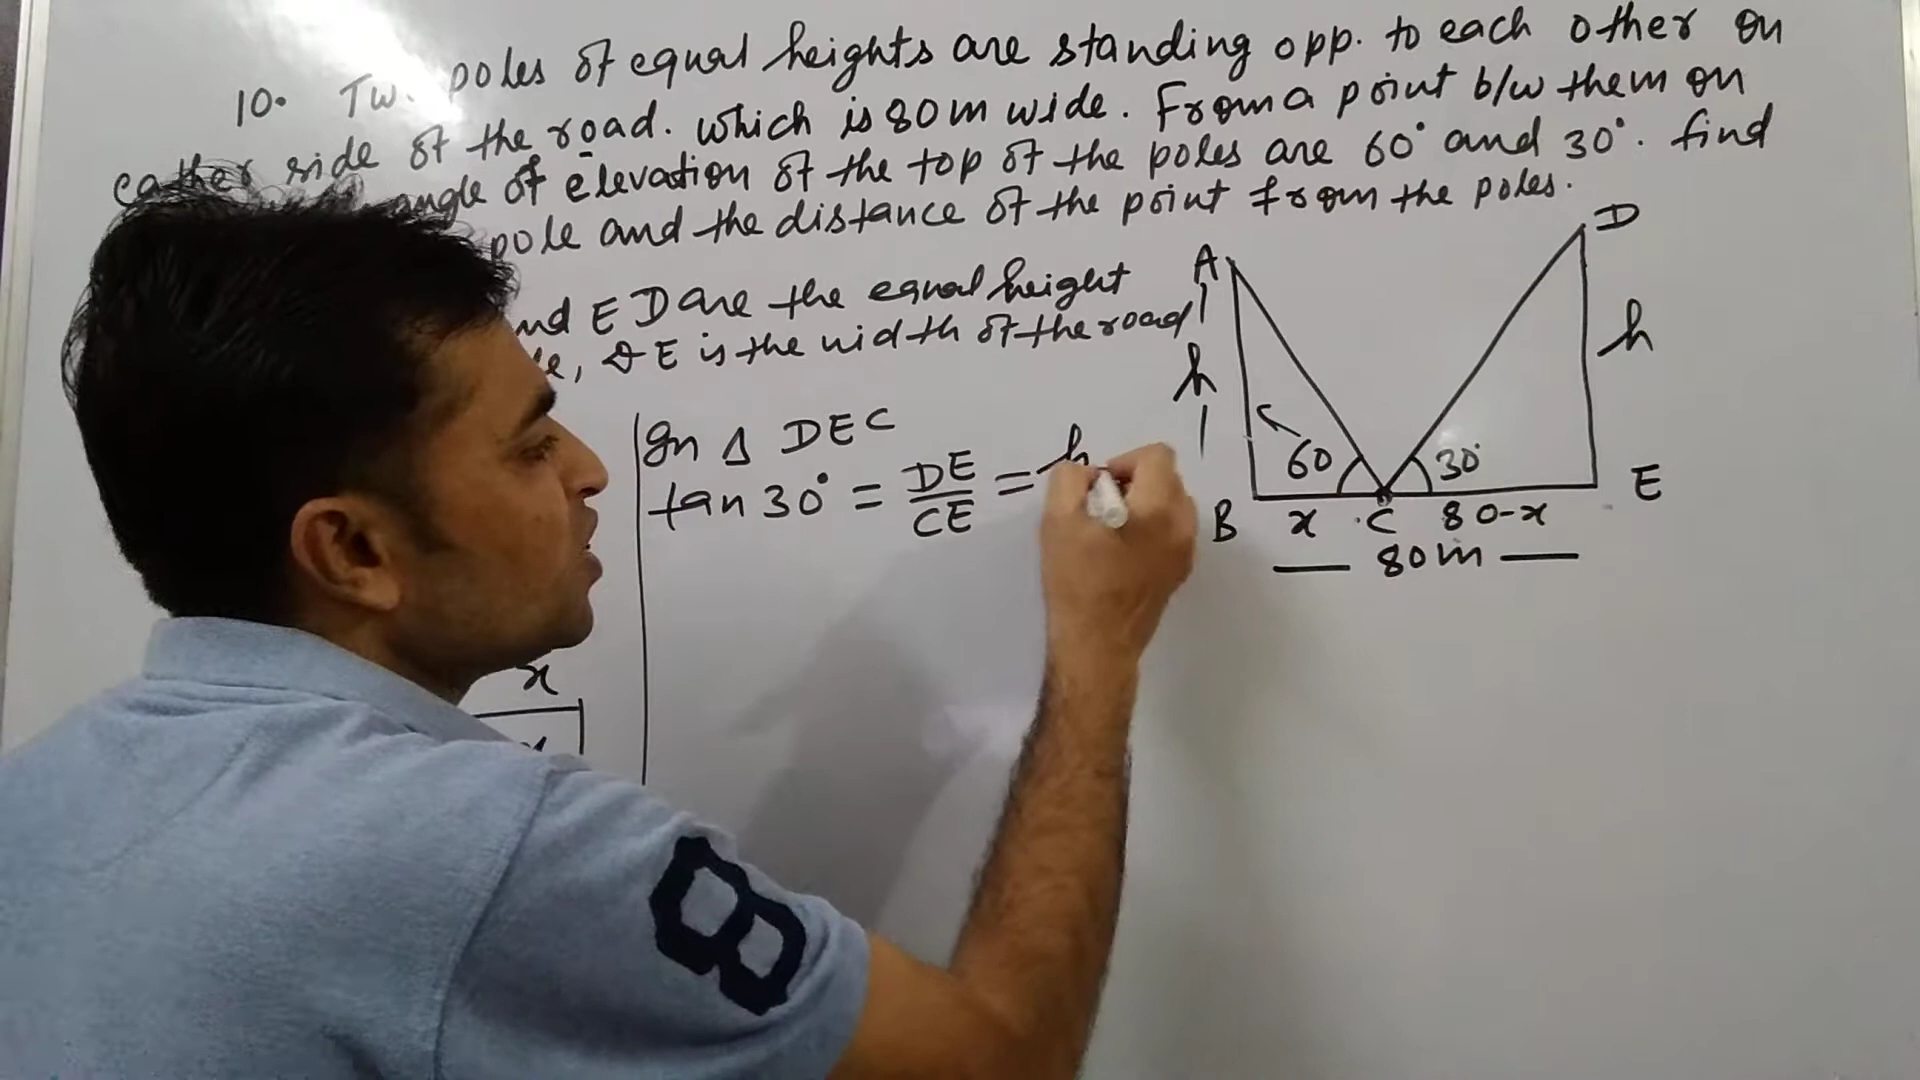 10. Tw. poles of equal heights are standing opp. to each other on
eather side of the road. which is 80m wide. From a point b/w them on
angle of elevation of the top of the poles are 60° and 30°. find
pole and the distance of the point from the poles.
nd ED are the equal height
e, BE is the width of the road
In Δ DEC
tan 30° = DE/CE = h
x
A
h
B
60
x
C
30°
80-x
80m
D
h
E
8